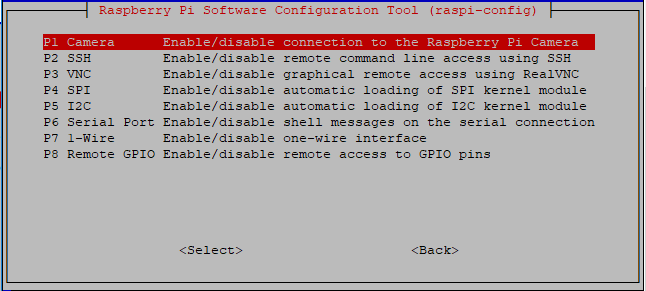 Raspberry Pi Software Configuration Tool (raspi-config)
P1 Camera Enable/disable connection to the Raspberry Pi Camera
P2 SSH Enable/disable remote command line access using SSH
P3 VNC Enable/disable graphical remote access using RealVNC
P4 SPI Enable/disable automatic loading of SPI kernel module
P5 I2C Enable/disable automatic loading of I2C kernel module
P6 Serial Port Enable/disable shell messages on the serial connection
P7 1-Wire Enable/disable one-wire interface
P8 Remote GPIO Enable/disable remote access to GPIO pins
<Select> <Back>